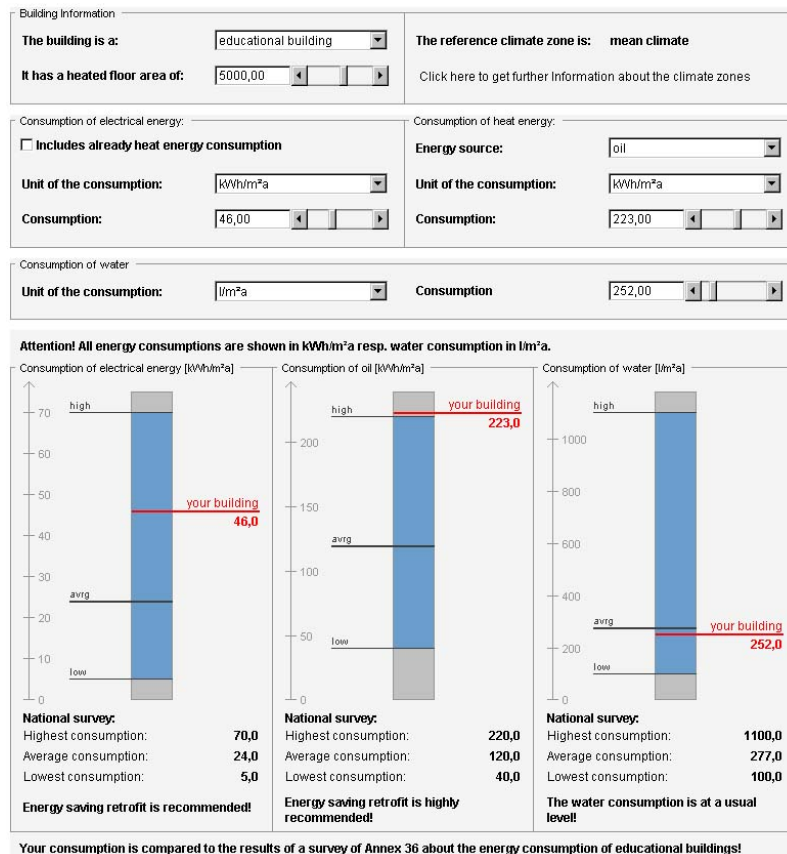 Building Information
The building is a: educational building The reference climate zone is: mean climate
It has a heated floor area of: 5000,00 Click here to get further Information about the climate zones
Consumption of electrical energy: Consumption of heat energy:
Includes already heat energy consumption Energy source: oil
Unit of the consumption: kWh/m²a Unit of the consumption: kWh/m²a
Consumption: 46,00 Consumption: 223,00
Consumption of water
Unit of the consumption: l/m²a Consumption 252,00
Attention! All energy consumptions are shown in kWh/m²a resp. water consumption in l/m²a.
Consumption of electrical energy [kWh/m²a]
70
60
50
40
30
20
10
0
high
your building
46,0
avrg
low
National survey:
Highest consumption: 70,0
Average consumption: 24,0
Lowest consumption: 5,0
Energy saving retrofit is recommended!
Consumption of oil [kWh/m²a]
200
150
100
50
0
high
your building
223,0
avrg
low
National survey:
Highest consumption: 220,0
Average consumption: 120,0
Lowest consumption: 40,0
Energy saving retrofit is highly
recommended!
Consumption of water [l/m²a]
1000
800
600
400
200
0
high
avrg
your building
252,0
low
National survey:
Highest consumption: 1100,0
Average consumption: 277,0
Lowest consumption: 100,0
The water consumption is at a usual
level!
Your consumption is compared to the results of a survey of Annex 36 about the energy consumption of educational buildings!